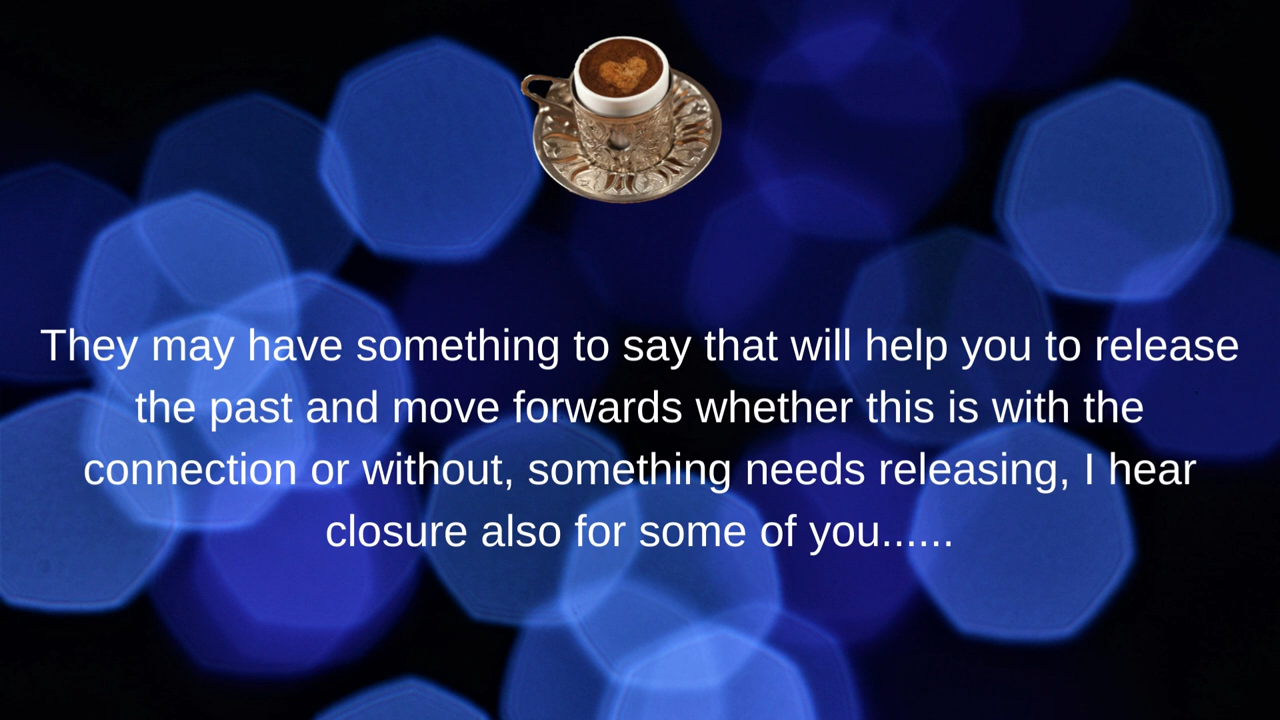 They may have something to say that will help you to release
the past and move forwards whether this is with the
connection or without, something needs releasing, I hear
closure also for some of you......